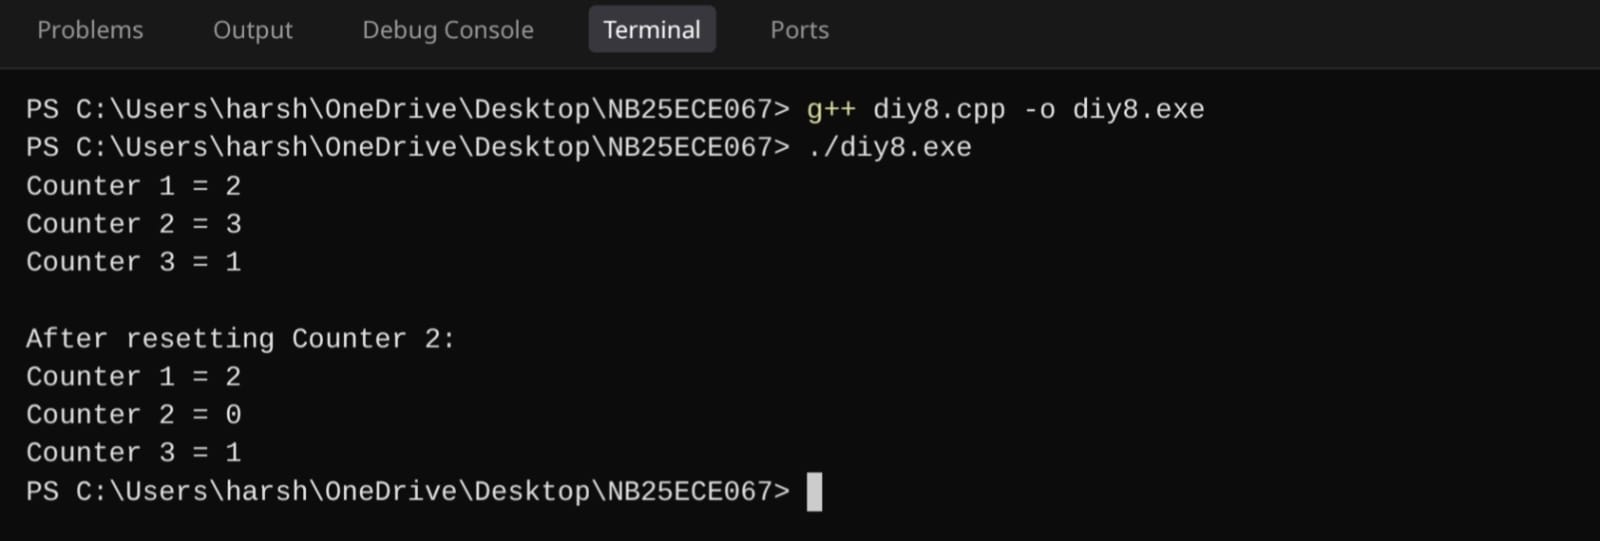 Problems Output Debug Console Terminal Ports
PS C:\Users\harsh\OneDrive\Desktop\NB25ECE067> g++ diy8.cpp -o diy8.exe
PS C:\Users\harsh\OneDrive\Desktop\NB25ECE067> ./diy8.exe
Counter 1 = 2
Counter 2 = 3
Counter 3 = 1
After resetting Counter 2:
Counter 1 = 2
Counter 2 = 0
Counter 3 = 1
PS C:\Users\harsh\OneDrive\Desktop\NB25ECE067>